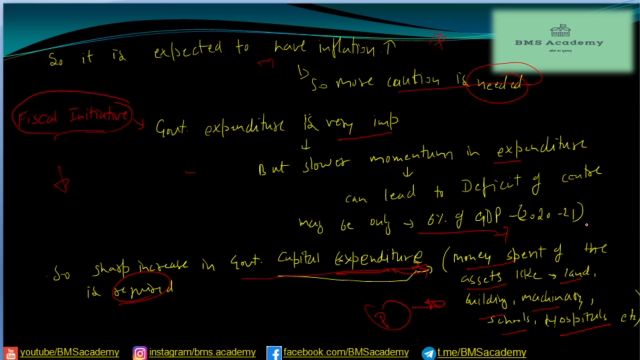 BMS Academy
So it is expected to have inflation ↑
So more caution is needed
Fiscal Initiative → Govt expenditure is very imp
But slower momentum in expenditure
can lead to Deficit of centre
may be only → 6% of GDP - (2020-21)
So sharp increase in Govt. Capital Expenditure (money spent of the
is required
assets like → land,
building, machinary,
schools, Hospitals etc)
youtube/BMSacademy
instagram/bms.academy
facebook.com/BMSacademy
t.me/BMSacademy